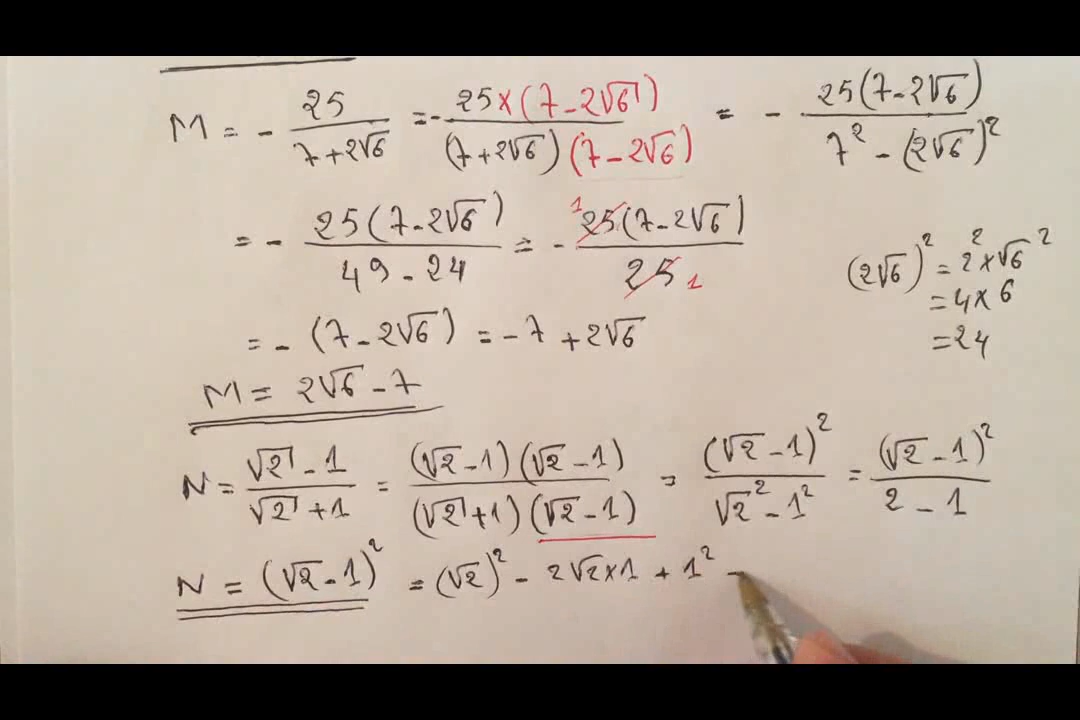 M = - 25/(7+2√6) = - 25×(7-2√6)/((7+2√6)(7-2√6)) = - 25(7-2√6)/(7² - (2√6)²)
= - 25(7-2√6)/(49-24) = - 25(7-2√6)/25 1 1
(2√6)² = 2² × √6²
= 4 × 6
= 24
= - (7-2√6) = -7 + 2√6
M = 2√6 - 7
N = (√2 - 1)/(√2 + 1) = (√2-1)(√2-1)/((√2+1)(√2-1)) = (√2-1)²/(√2² - 1²) = (√2-1)²/(2-1)
N = (√2-1)² = (√2)² - 2√2×1 + 1² -